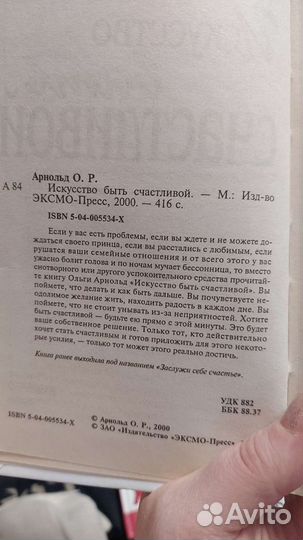 Арнольд О. Р.
А 84
Искусство быть счастливой. — М.: Изд-во
ЭКСМО-Пресс, 2000. — 416 с.
ISBN 5-04-005534-X
Если у вас есть проблемы, если вы ждете и не можете до-
ждаться своего принца, если вы расстались с любимым, если
рушатся ваши семейные отношения и от всего этого у вас
ужасно болит голова и по ночам мучает бессонница, то вместо
снотворного или другого успокоительного средства прочитай-
те книгу Ольги Арнольд «Искусство быть счастливой». Вы
поймете, что делать и как быть дальше. Вы почувствуете не-
одолимое желание жить, находить радость в каждом дне. Вы
поймете, что не стоит унывать из-за неприятностей. Хотите
быть счастливой — будьте ею прямо с этой минуты. Это будет
ваше собственное решение. Только тот, кто действительно
хочет стать счастливым и готов приложить для этого некото-
рые усилия, — только тот может этого реально достичь.
Книга ранее выходила под названием «Заслужи себе счастье».
УДК 882
ББК 88.37
© Арнольд О. Р., 2000
ISBN 5-04-005534-X
© ЗАО «Издательство «ЭКСМО-Пресс»,
Avito